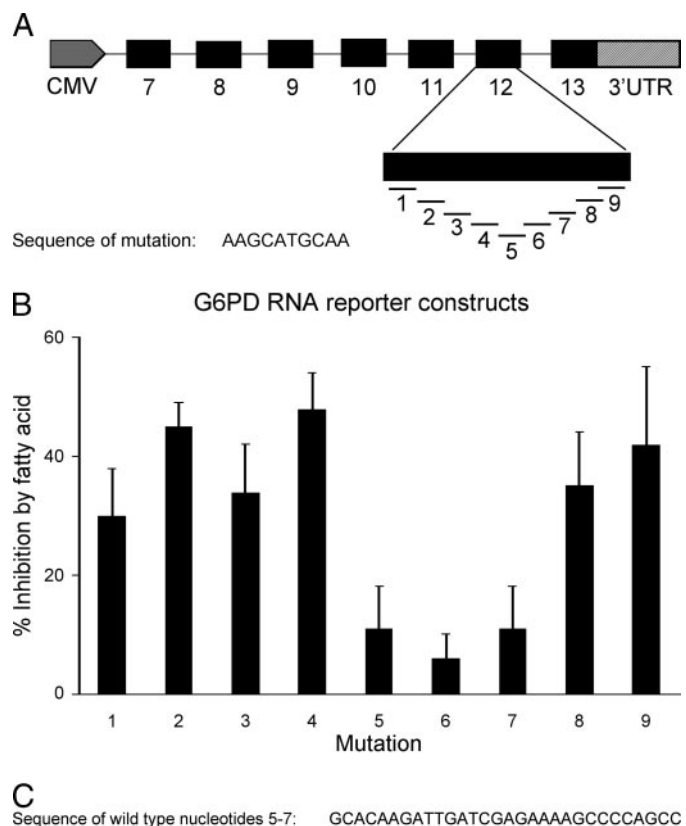 A
CMV 7 8 9 10 11 12 13 3'UTR
1 2 3 4 5 6 7 8 9
Sequence of mutation: AAGCATGCAA
B
G6PD RNA reporter constructs
% Inhibition by fatty acid
60
40
20
0
1 2 3 4 5 6 7 8 9
Mutation
C
Sequence of wild type nucleotides 5-7: GCACAAGATTGATCGAGAAAAGCCCCAGCC